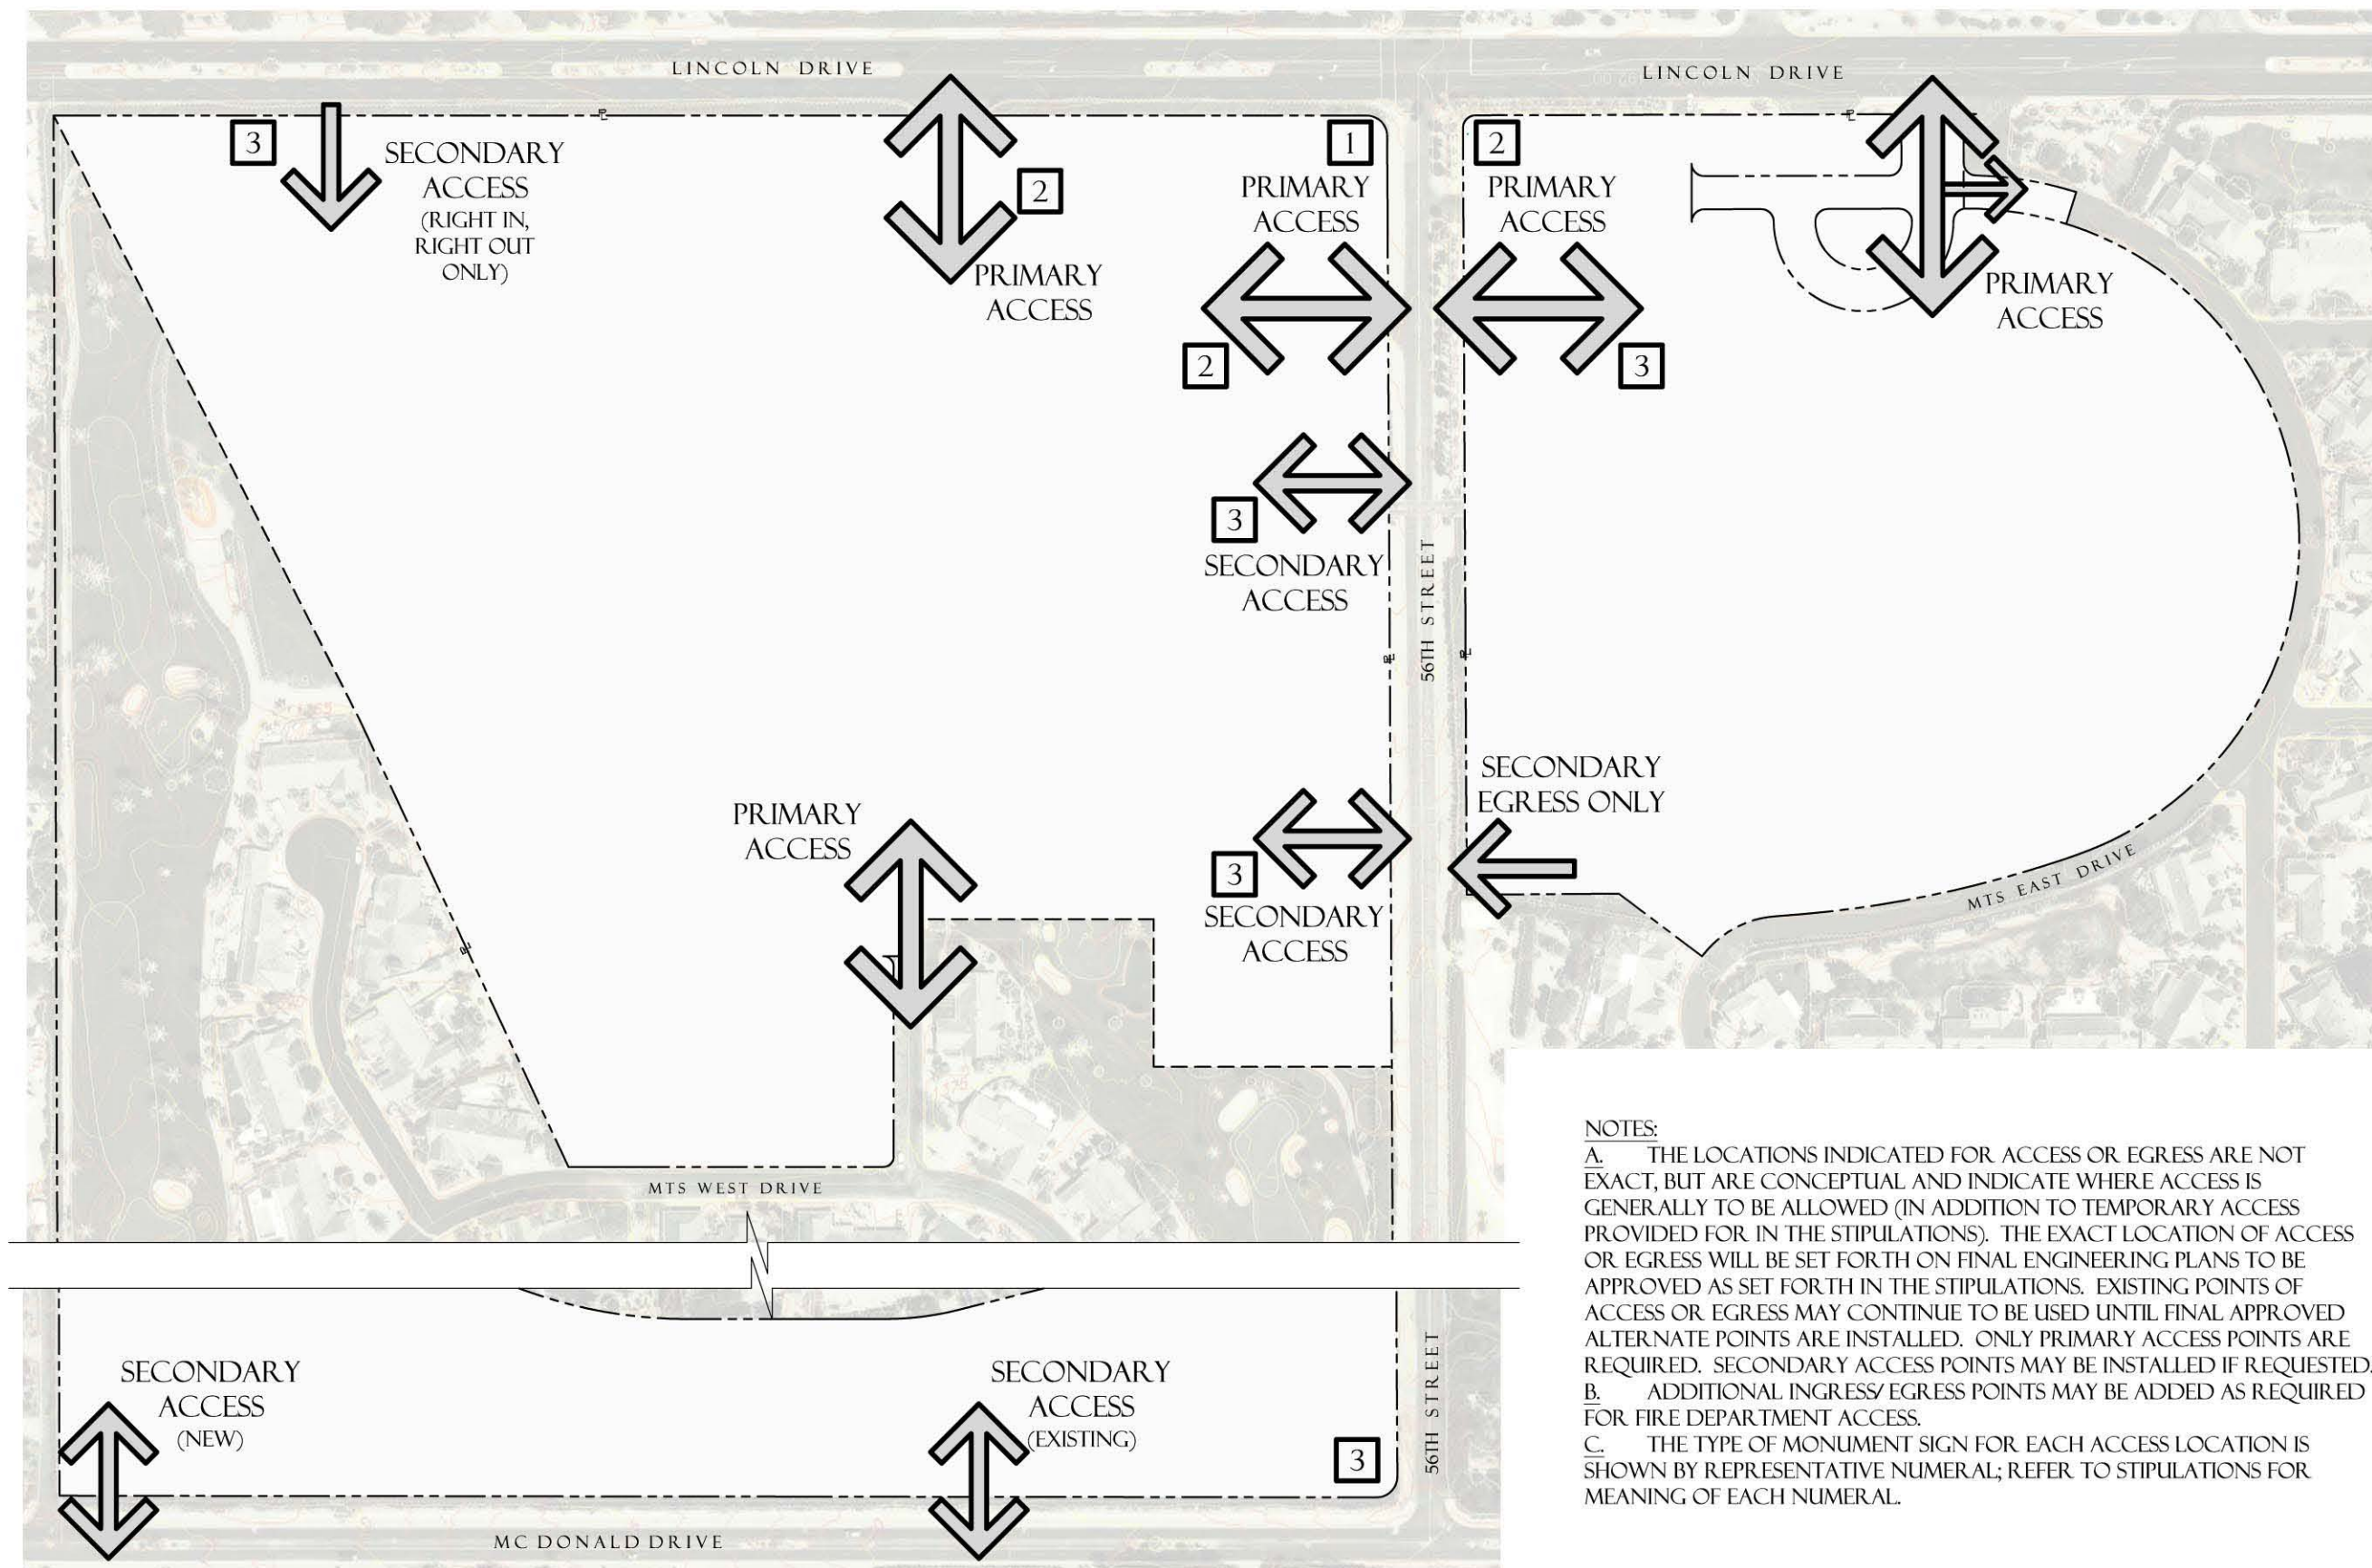 LINCOLN DRIVE
LINCOLN DRIVE
3
SECONDARY
ACCESS
(RIGHT IN,
RIGHT OUT
ONLY)
2
PRIMARY
ACCESS
1
PRIMARY
ACCESS
2
2
PRIMARY
ACCESS
3
PRIMARY
ACCESS
3
SECONDARY
ACCESS
56TH STREET
PRIMARY
ACCESS
3
SECONDARY
ACCESS
SECONDARY
EGRESS ONLY
MTS EAST DRIVE
MTS WEST DRIVE
SECONDARY
ACCESS
(NEW)
SECONDARY
ACCESS
(EXISTING)
3
56TH STREET
MC DONALD DRIVE
NOTES:
A. THE LOCATIONS INDICATED FOR ACCESS OR EGRESS ARE NOT
EXACT, BUT ARE CONCEPTUAL AND INDICATE WHERE ACCESS IS
GENERALLY TO BE ALLOWED (IN ADDITION TO TEMPORARY ACCESS
PROVIDED FOR IN THE STIPULATIONS). THE EXACT LOCATION OF ACCESS
OR EGRESS WILL BE SET FORTH ON FINAL ENGINEERING PLANS TO BE
APPROVED AS SET FORTH IN THE STIPULATIONS. EXISTING POINTS OF
ACCESS OR EGRESS MAY CONTINUE TO BE USED UNTIL FINAL APPROVED
ALTERNATE POINTS ARE INSTALLED. ONLY PRIMARY ACCESS POINTS ARE
REQUIRED. SECONDARY ACCESS POINTS MAY BE INSTALLED IF REQUESTED.
B. ADDITIONAL INGRESS/ EGRESS POINTS MAY BE ADDED AS REQUIRED
FOR FIRE DEPARTMENT ACCESS.
C. THE TYPE OF MONUMENT SIGN FOR EACH ACCESS LOCATION IS
SHOWN BY REPRESENTATIVE NUMERAL; REFER TO STIPULATIONS FOR
MEANING OF EACH NUMERAL.